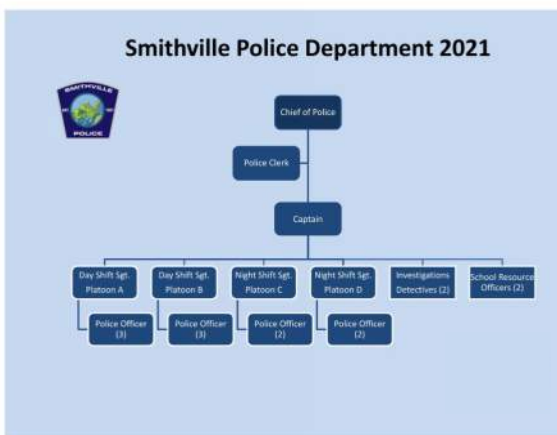 Smithville Police Department 2021
SMITHVILLE
POLICE
Chief of Police
Police Clerk
Captain
Day Shift Sgt.
Platoon A
Day Shift Sgt.
Platoon B
Night Shift Sgt.
Platoon C
Night Shift Sgt.
Platoon D
Investigations
Detectives (2)
School Resource
Officers (2)
Police Officer
(3)
Police Officer
(3)
Police Officer
(2)
Police Officer
(2)